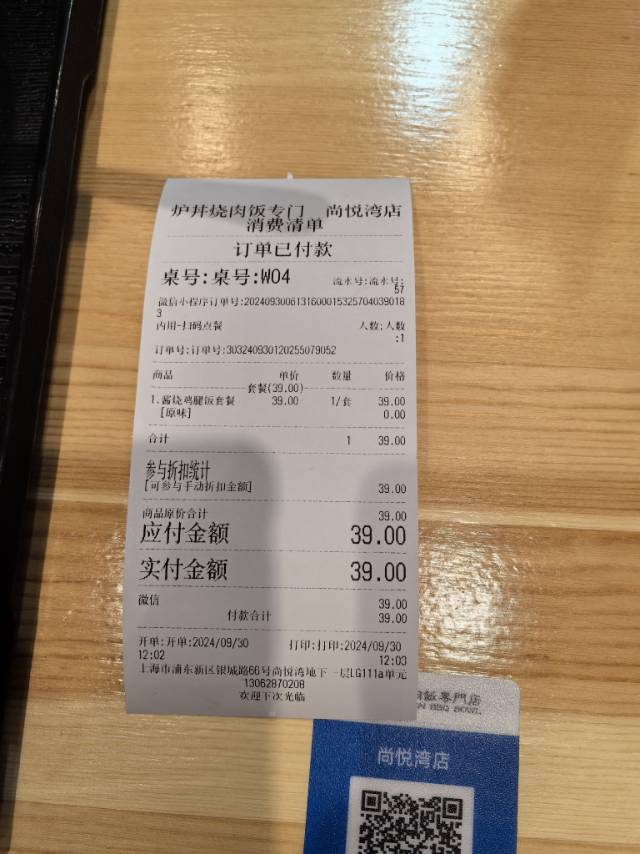 炉丼烧肉饭专门 尚悦湾店
消费清单
订单已付款
桌号:桌号:W04 流水号:流水号:
57
微信小程序订单号:2024093006131600015325704039018
3
内用-扫码点餐 人数:人数
:1
订单号:订单号:303240930120255079052
商品 单价 数量 价格
套餐(39.00)
1.酱烧鸡腿饭套餐 39.00 1/套 39.00
[原味] 0.00
合计 1 39.00
参与折扣统计
[可参与手动折扣金额] 39.00
商品原价合计 39.00
应付金额 39.00
实付金额 39.00
微信 39.00
付款合计 39.00
开单:开单:2024/09/30 打印:打印:2024/09/30
12:02 12:03
上海市浦东新区银城路66号尚悦湾地下一层LG111a单元
13062870208
欢迎下次光临
飯專門店
BBQ BOWL
尚悦湾店